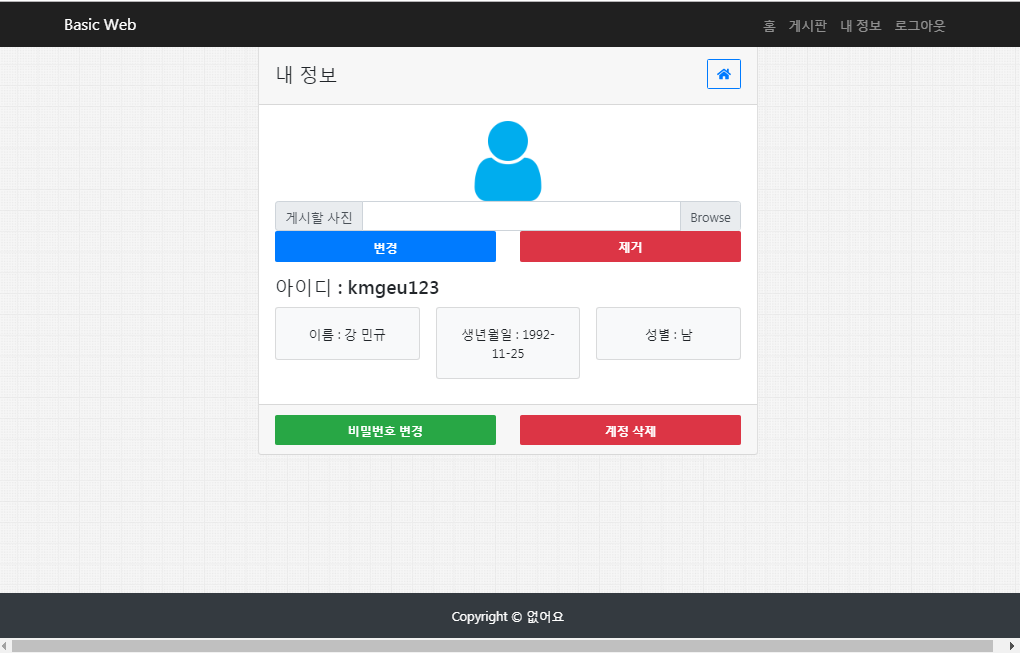 Basic Web
홈 게시판 내 정보 로그아웃
내 정보
게시할 사진 Browse
변경 제거
아이디 : kmgeu123
이름 : 강 민규
생년월일 : 1992-
11-25
성별 : 남
비밀번호 변경 계정 삭제
Copyright © 없어요